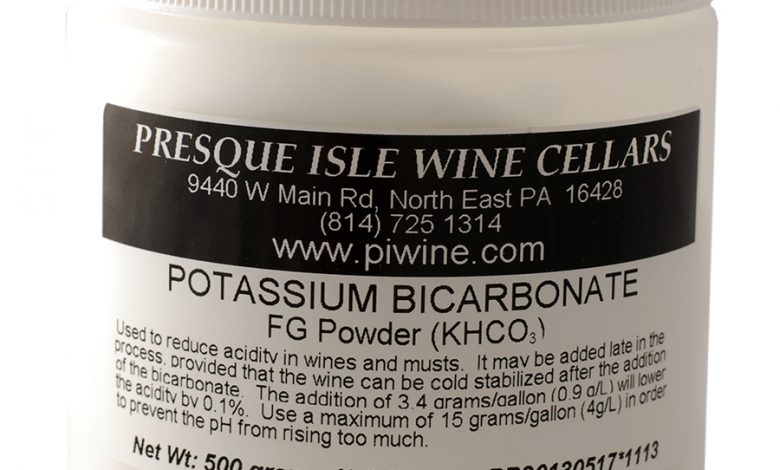 PRESQUE ISLE WINE CELLARS
9440 W Main Rd, North East PA 16428
(814) 725 1314
www.piwine.com
POTASSIUM BICARBONATE
FG Powder (KHCO₃)
Used to reduce acidity in wines and musts. It may be added late in the
process, provided that the wine can be cold stabilized after the addition
of the bicarbonate. The addition of 3.4 grams/gallon (0.9 g/L) will lower
the acidity by 0.1%. Use a maximum of 15 grams/gallon (4g/L) in order
to prevent the pH from rising too much.
Net Wt: 500